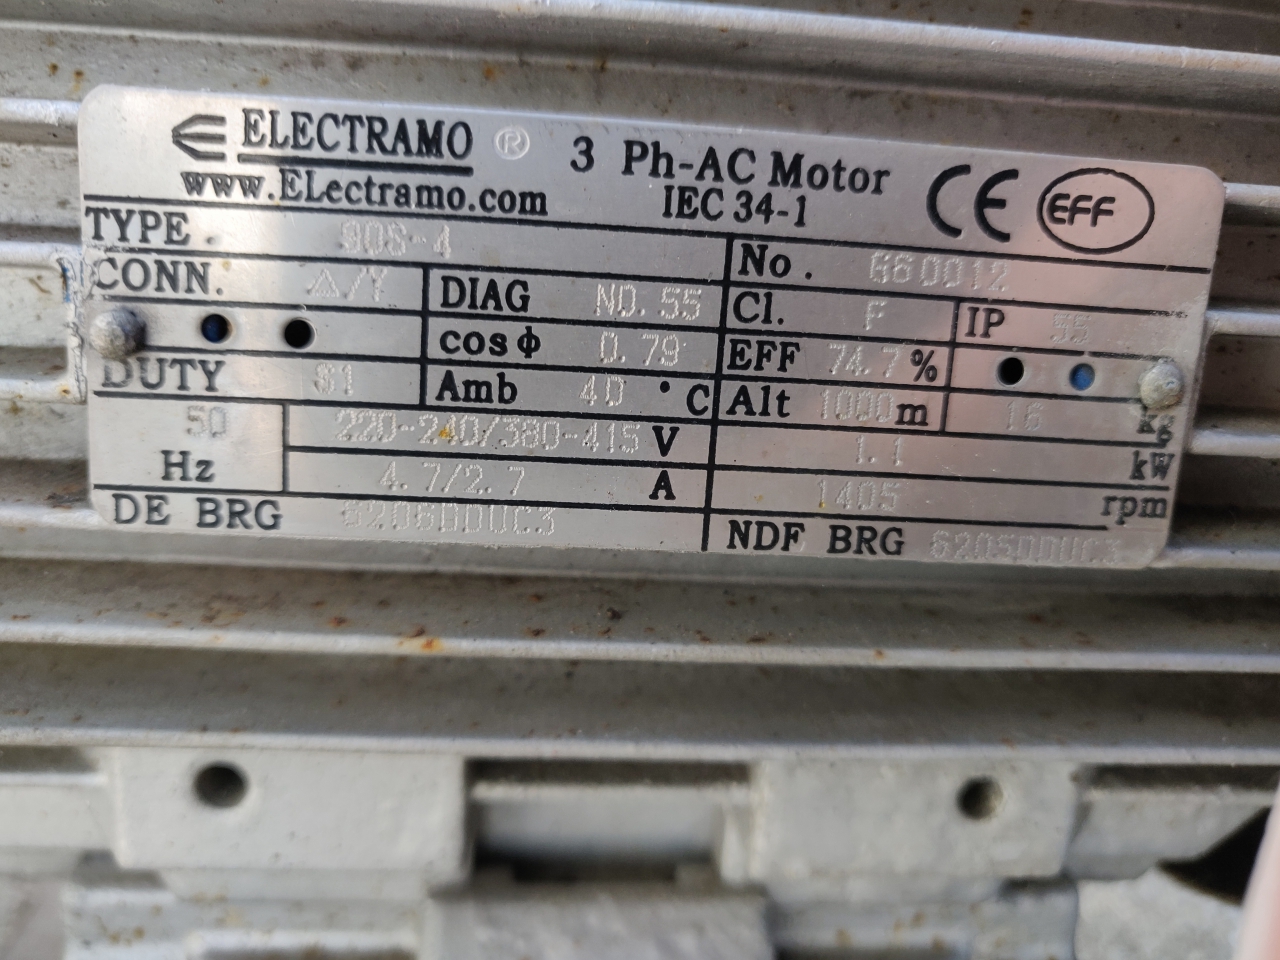 ELECTRAMO ® 3 Ph-AC Motor CE EFF
www.ELectramo.com IEC 34-1
TYPE. 90S-4 No. G60012
CONN. △/Y DIAG NO.55 Cl. F IP 55
cosΦ 0.79 EFF 74.7%
DUTY S1 Amb 40 °C Alt 1000m 16 Kg
50 Hz 220-240/380-415 V 1.1 kW
4.7/2.7 A 1405 rpm
DE BRG 6206DDUC3 NDF BRG 6205DDUC3